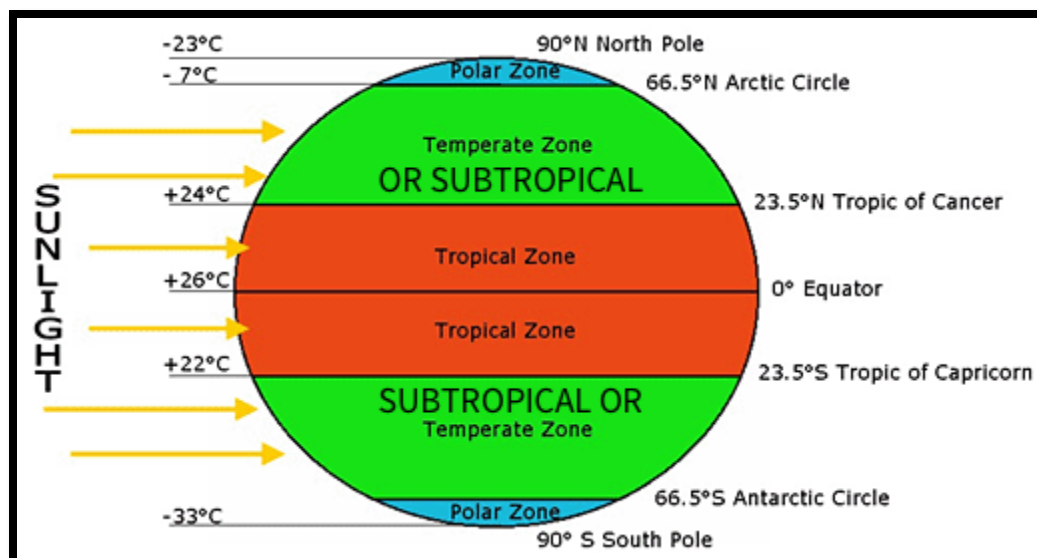 -23°C
90°N North Pole
Polar Zone
- 7°C
66.5°N Arctic Circle
Temperate Zone
OR SUBTROPICAL
SUNLIGHT
+24°C
23.5°N Tropic of Cancer
Tropical Zone
+26°C
0° Equator
Tropical Zone
+22°C
23.5°S Tropic of Capricorn
SUBTROPICAL OR
Temperate Zone
66.5°S Antarctic Circle
Polar Zone
-33°C
90° S South Pole